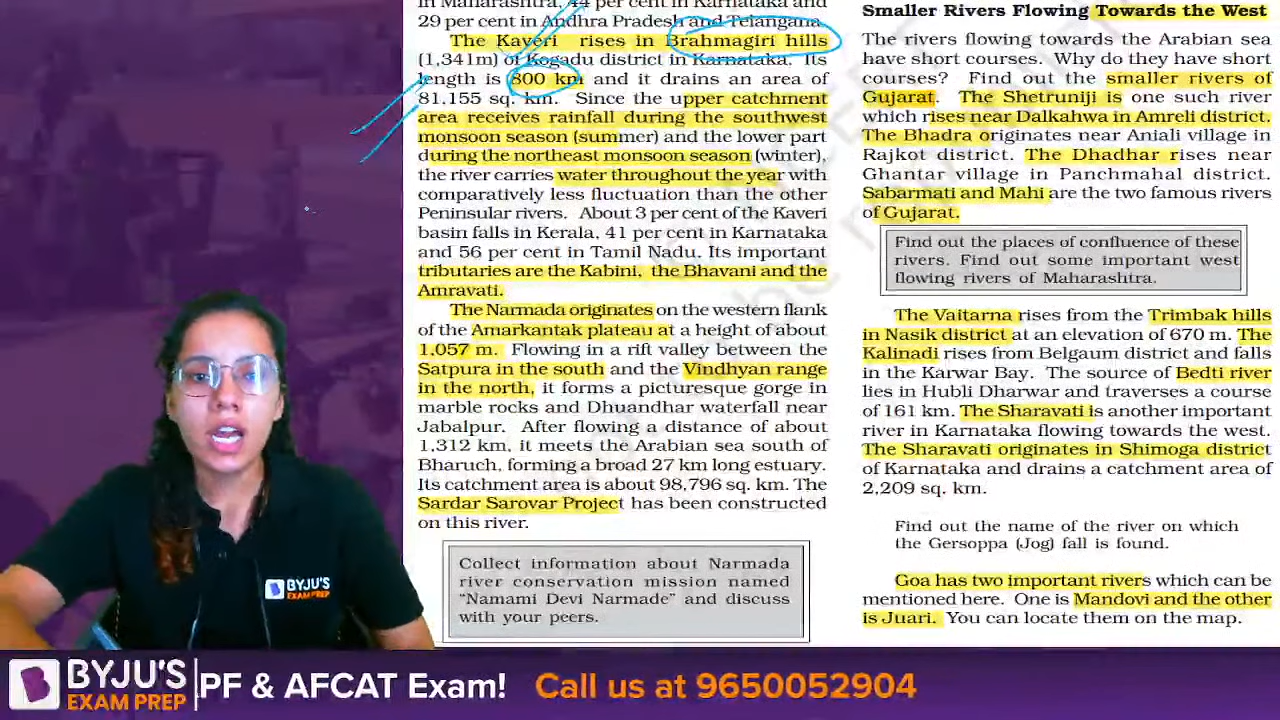 in Maharashtra, 44 per cent in Karnataka and
29 per cent in Andhra Pradesh and Telangana.
The Kaveri rises in Brahmagiri hills
(1,341m) of Kogadu district in Karnataka. Its
length is 800 km and it drains an area of
81,155 sq. km. Since the upper catchment
area receives rainfall during the southwest
monsoon season (summer) and the lower part
during the northeast monsoon season (winter),
the river carries water throughout the year with
comparatively less fluctuation than the other
Peninsular rivers. About 3 per cent of the Kaveri
basin falls in Kerala, 41 per cent in Karnataka
and 56 per cent in Tamil Nadu. Its important
tributaries are the Kabini, the Bhavani and the
Amravati.
The Narmada originates on the western flank
of the Amarkantak plateau at a height of about
1,057 m. Flowing in a rift valley between the
Satpura in the south and the Vindhyan range
in the north, it forms a picturesque gorge in
marble rocks and Dhuandhar waterfall near
Jabalpur. After flowing a distance of about
1,312 km, it meets the Arabian sea south of
Bharuch, forming a broad 27 km long estuary.
Its catchment area is about 98,796 sq. km. The
Sardar Sarovar Project has been constructed
on this river.
Collect information about Narmada
river conservation mission named
"Namami Devi Narmade" and discuss
with your peers.
Smaller Rivers Flowing Towards the West
The rivers flowing towards the Arabian sea
have short courses. Why do they have short
courses? Find out the smaller rivers of
Gujarat. The Shetruniji is one such river
which rises near Dalkahwa in Amreli district.
The Bhadra originates near Aniali village in
Rajkot district. The Dhadhar rises near
Ghantar village in Panchmahal district.
Sabarmati and Mahi are the two famous rivers
of Gujarat.
Find out the places of confluence of these
rivers. Find out some important west
flowing rivers of Maharashtra.
The Vaitarna rises from the Trimbak hills
in Nasik district at an elevation of 670 m. The
Kalinadi rises from Belgaum district and falls
in the Karwar Bay. The source of Bedti river
lies in Hubli Dharwar and traverses a course
of 161 km. The Sharavati is another important
river in Karnataka flowing towards the west.
The Sharavati originates in Shimoga district
of Karnataka and drains a catchment area of
2,209 sq. km.
Find out the name of the river on which
the Gersoppa (Jog) fall is found.
Goa has two important rivers which can be
mentioned here. One is Mandovi and the other
is Juari. You can locate them on the map.
BYJU'S
EXAM PREP
BYJU'S
EXAM PREP
PF & AFCAT Exam! Call us at 9650052904